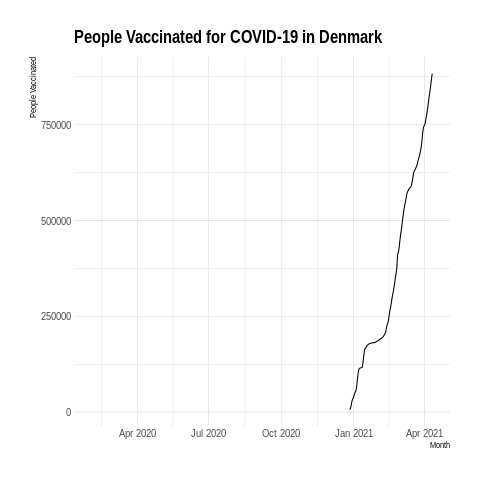 People Vaccinated for COVID-19 in Denmark
People Vaccinated
750000
500000
250000
0
Apr 2020 Jul 2020 Oct 2020 Jan 2021 Apr 2021
Month